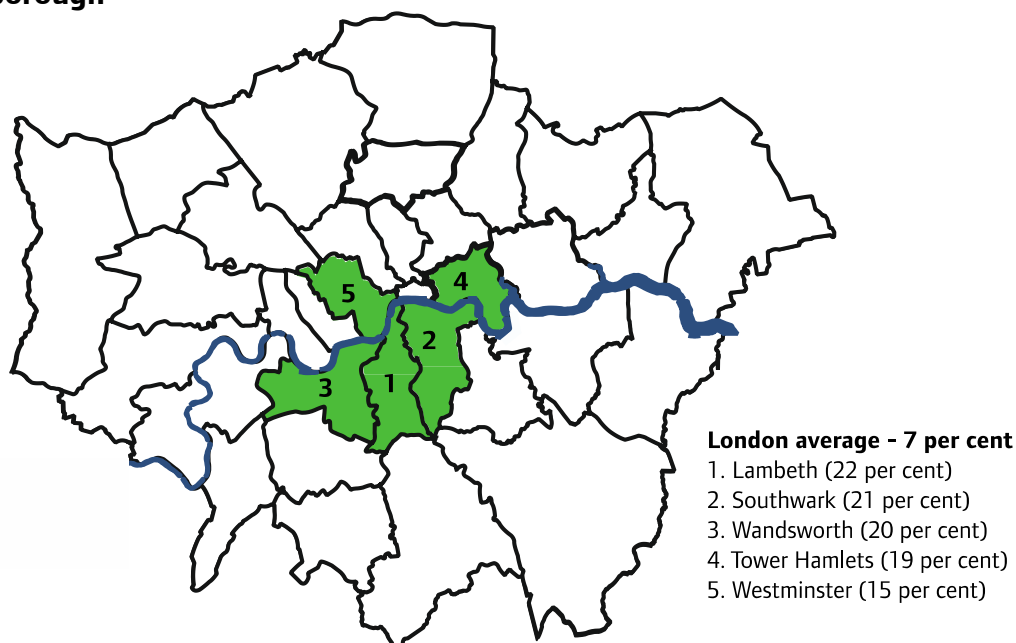 borough
5
4
2
3
1
London average - 7 per cent
1. Lambeth (22 per cent)
2. Southwark (21 per cent)
3. Wandsworth (20 per cent)
4. Tower Hamlets (19 per cent)
5. Westminster (15 per cent)